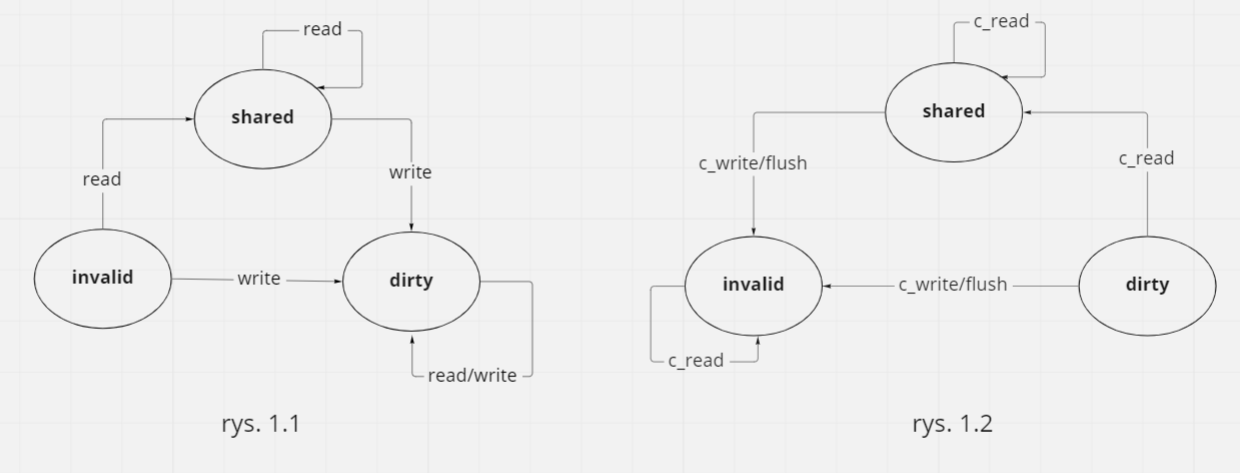 read
shared
read
write
invalid
write
dirty
read/write
rys. 1.1
c_read
shared
c_write/flush
c_read
invalid
c_write/flush
dirty
c_read
rys. 1.2